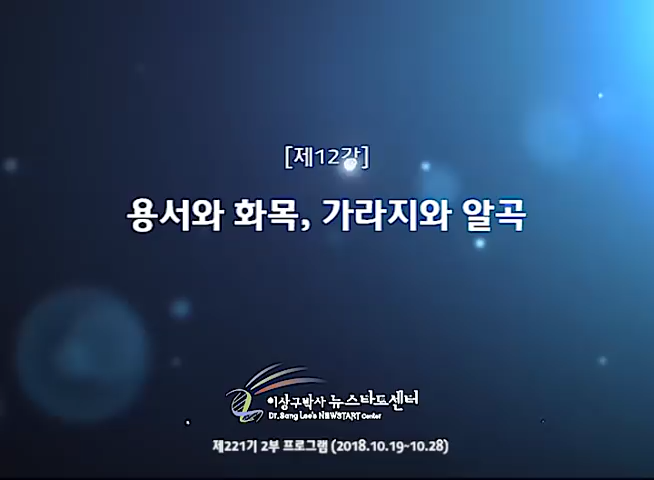 [제12강]
용서와 화목, 가라지와 알곡
이상구박사 뉴스타트센터
Dr. Sang Lee's NEWSTART Center
제221기 2부 프로그램 (2018.10.19~10.28)